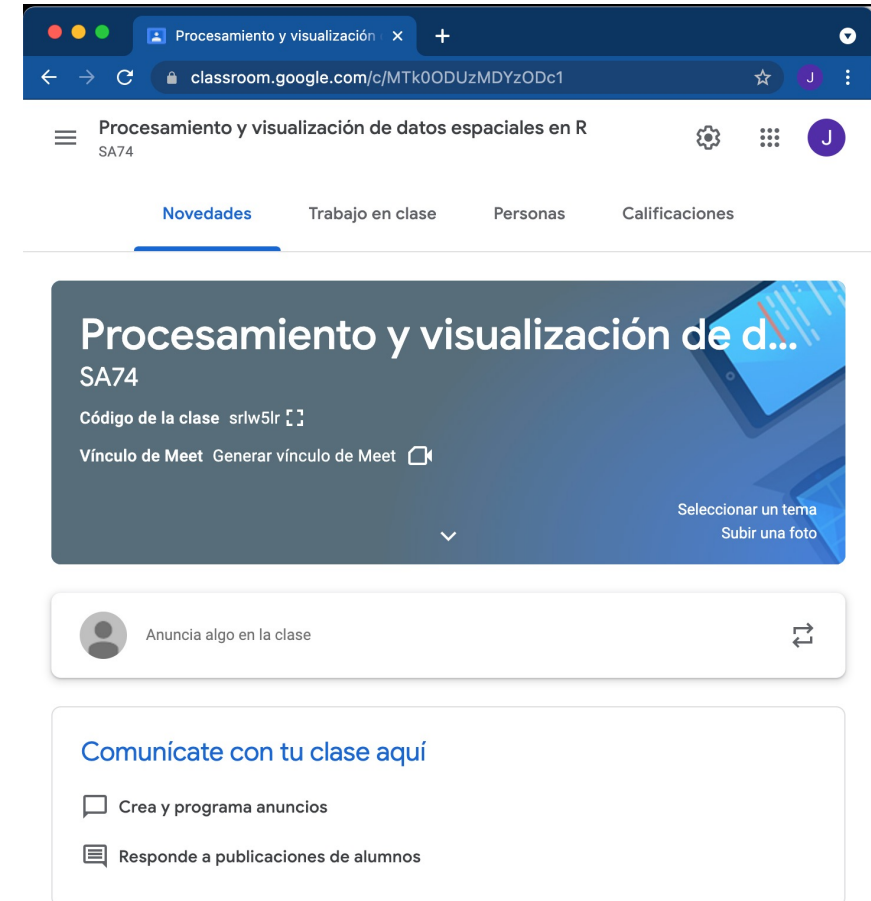 Procesamiento y visualización
classroom.google.com/c/MTk0ODUzMDYzODc1
J
Procesamiento y visualización de datos espaciales en R
SA74
J
Novedades Trabajo en clase Personas Calificaciones
Procesamiento y visualización de d...
SA74
Código de la clase srlw5lr
Vínculo de Meet Generar vínculo de Meet
Seleccionar un tema
Subir una foto
Anuncia algo en la clase
Comunícate con tu clase aquí
Crea y programa anuncios
Responde a publicaciones de alumnos